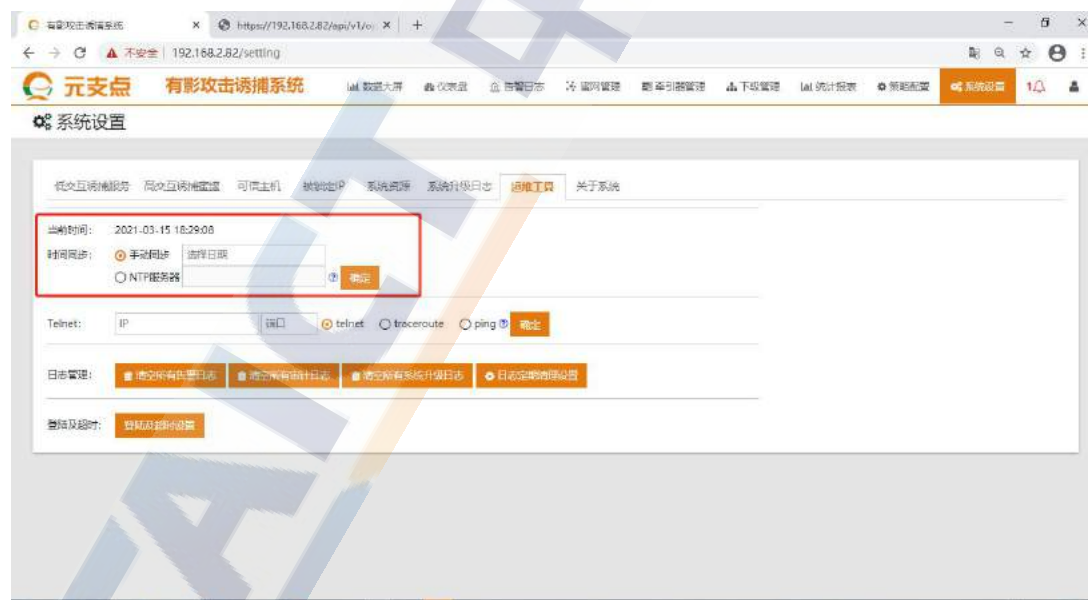 有影攻击诱捕系统 × https://192.168.2.82/api/v1/o × +
不安全 | 192.168.2.82/setting
元支点 有影攻击诱捕系统 数据大屏 仪表盘 告警日志 蜜网管理 牵引器管理 下级管理 统计报表 策略配置 系统设置 1
系统设置
低交互诱捕服务 高交互诱捕蜜罐 可信主机 被锁定IP 系统资源 系统升级日志 运维工具 关于系统
当前时间: 2021-03-15 18:29:08
时间同步: 手动同步 选择日期
NTP服务器 确定
Telnet: IP 端口 telnet traceroute ping 确定
日志管理: 清空所有告警日志 清空所有审计日志 清空所有系统升级日志 日志定期清理设置
登陆及超时: 登陆及超时设置